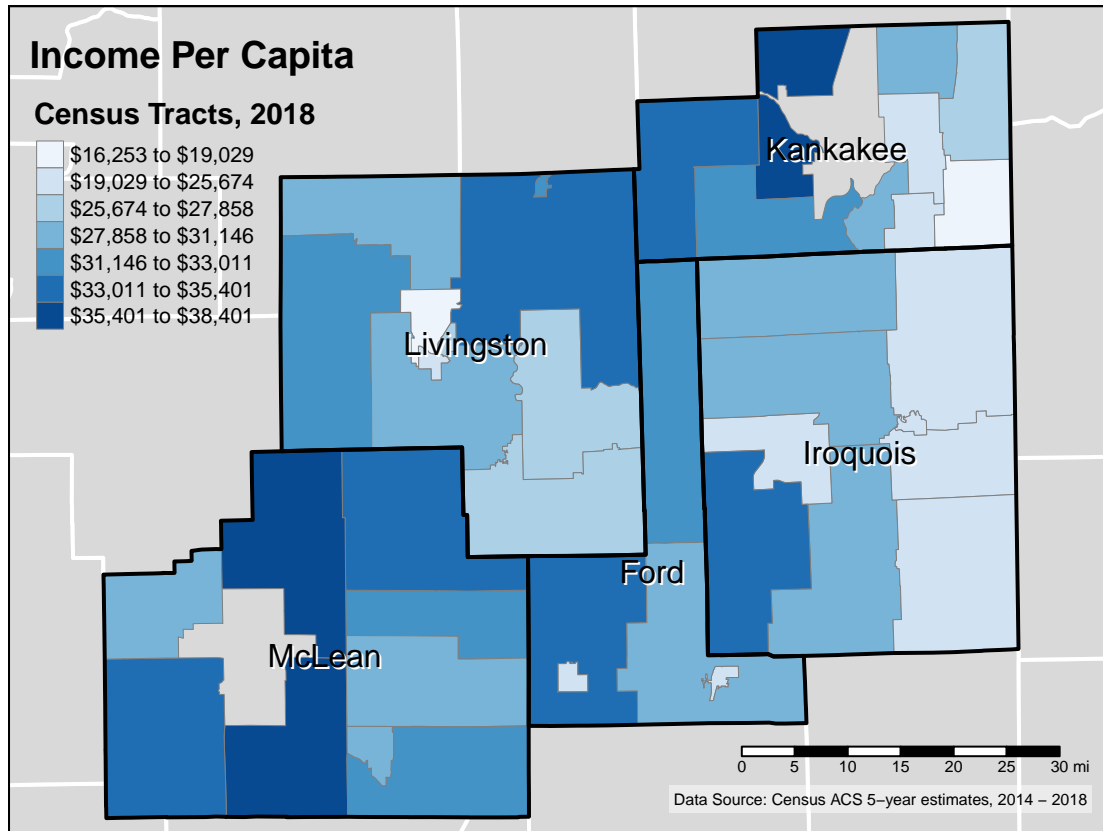 Income Per Capita
Census Tracts, 2018
$16,253 to $19,029
$19,029 to $25,674
$25,674 to $27,858
$27,858 to $31,146
$31,146 to $33,011
$33,011 to $35,401
$35,401 to $38,401
Kankakee
Livingston
Iroquois
Ford
McLean
0 5 10 15 20 25 30 mi
Data Source: Census ACS 5−year estimates, 2014 − 2018